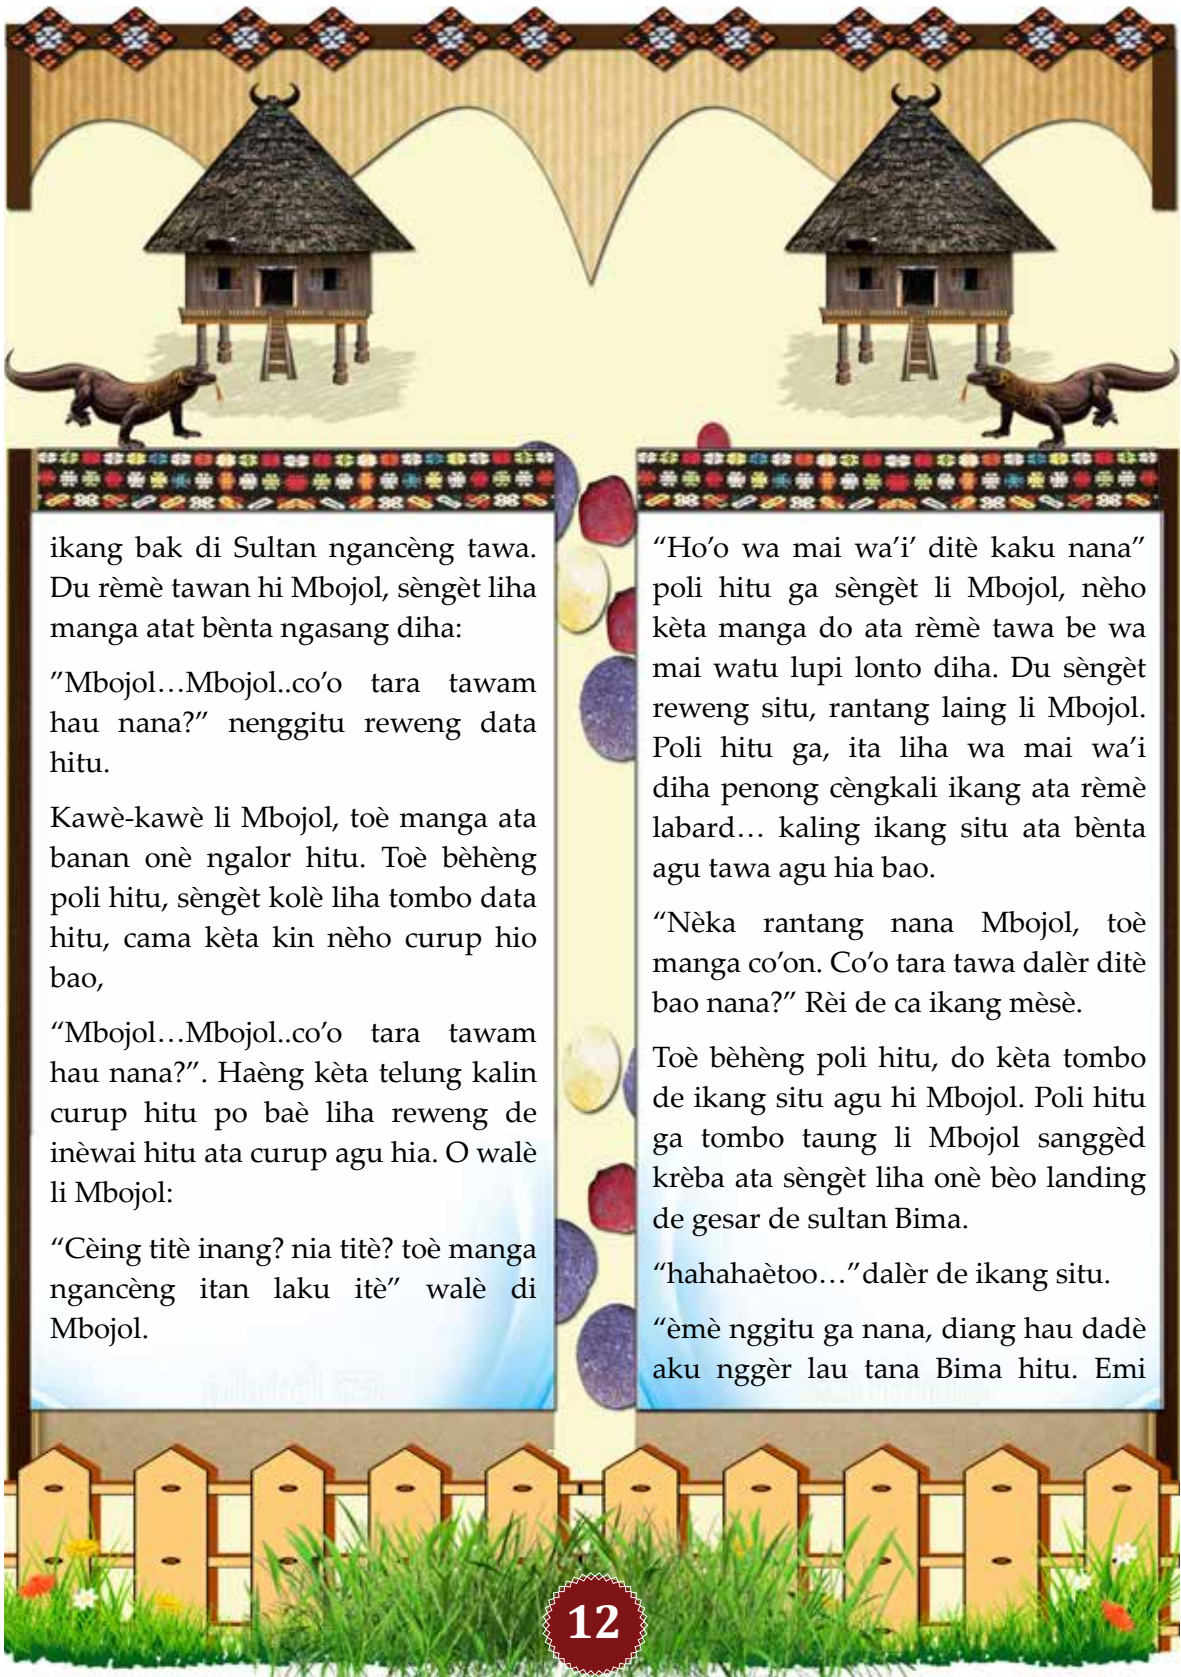 ikang bak di Sultan ngancèng tawa.
Du rèmè tawan hi Mbojol, sèngèt liha
manga atat bènta ngasang diha:
”Mbojol…Mbojol..co’o tara tawam
hau nana?” nenggitu reweng data
hitu.
Kawè-kawè li Mbojol, toè manga ata
banan onè ngalor hitu. Toè bèhèng
poli hitu, sèngèt kolè liha tombo data
hitu, cama kèta kin nèho curup hio
bao,
“Mbojol…Mbojol..co’o tara tawam
hau nana?”. Haèng kèta telung kalin
curup hitu po baè liha reweng de
inèwai hitu ata curup agu hia. O walè
li Mbojol:
“Cèing titè inang? nia titè? toè manga
ngancèng itan laku itè” walè di
Mbojol.
“Ho’o wa mai wa’i’ ditè kaku nana”
poli hitu ga sèngèt li Mbojol, nèho
kèta manga do ata rèmè tawa be wa
mai watu lupi lonto diha. Du sèngèt
reweng situ, rantang laing li Mbojol.
Poli hitu ga, ita liha wa mai wa’i
diha penong cèngkali ikang ata rèmè
labard… kaling ikang situ ata bènta
agu tawa agu hia bao.
“Nèka rantang nana Mbojol, toè
manga co’on. Co’o tara tawa dalèr ditè
bao nana?” Rèi de ca ikang mèsè.
Toè bèhèng poli hitu, do kèta tombo
de ikang situ agu hi Mbojol. Poli hitu
ga tombo taung li Mbojol sanggèd
krèba ata sèngèt liha onè bèo landing
de gesar de sultan Bima.
“hahahaètoo…”dalèr de ikang situ.
“èmè nggitu ga nana, diang hau dadè
aku nggèr lau tana Bima hitu. Emi
12